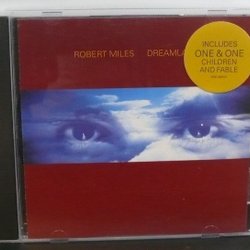 ROBERT MILES DREAMLA
INCLUDES
ONE & ONE
CHILDREN
AND FABLE